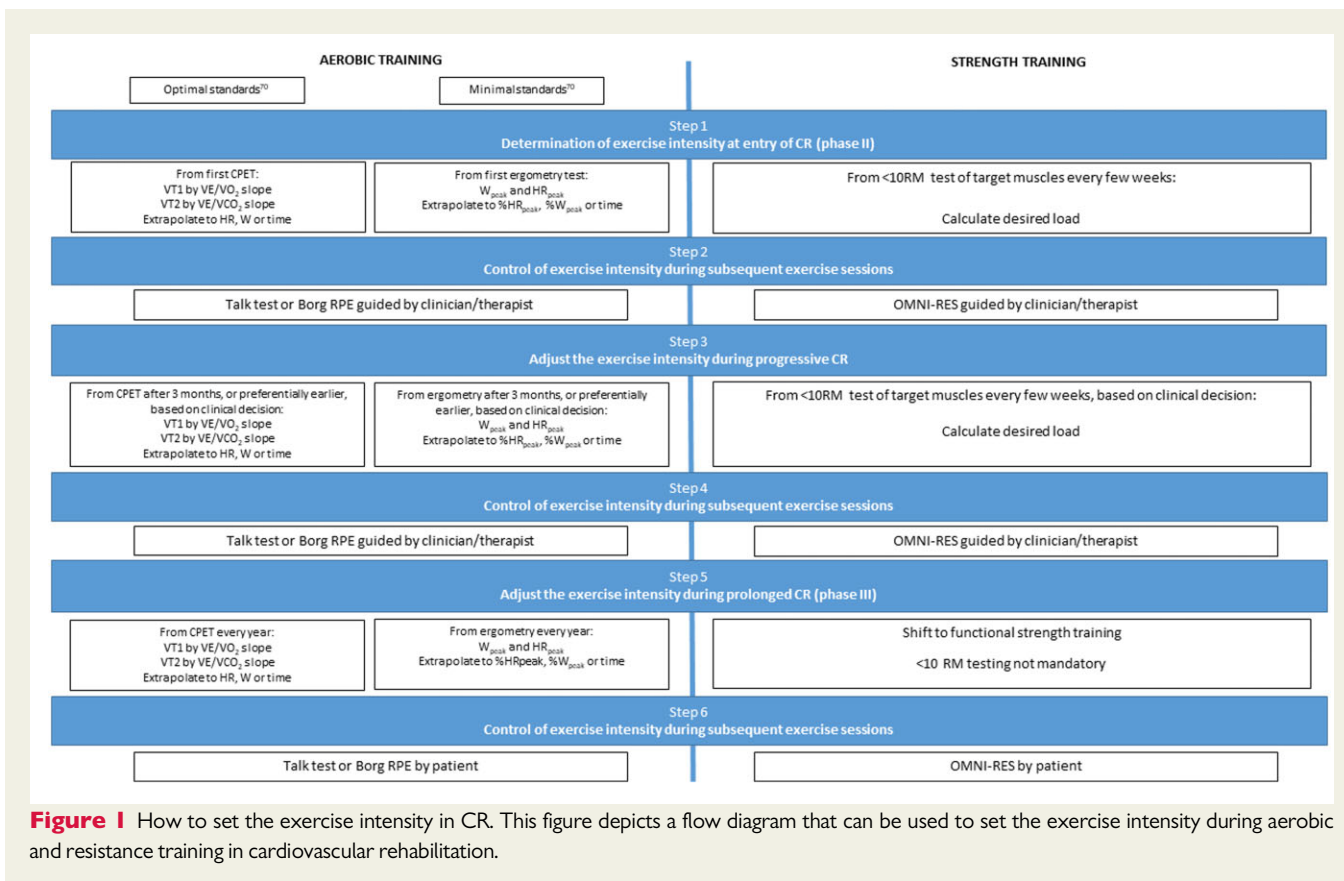 AEROBIC TRAINING
STRENGTH TRAINING
Optimal standards⁷⁰
Minimal standards⁷⁰
Step 1
Determination of exercise intensity at entry of CR (phase II)
From first CPET:
VT1 by VE/VO₂ slope
VT2 by VE/VCO₂ slope
Extrapolate to HR, W or time
From first ergometry test:
Wpeak and HRpeak
Extrapolate to %HRpeak, %Wpeak or time
From <10RM test of target muscles every few weeks:
Calculate desired load
Step 2
Control of exercise intensity during subsequent exercise sessions
Talk test or Borg RPE guided by clinician/therapist
OMNI-RES guided by clinician/therapist
Step 3
Adjust the exercise intensity during progressive CR
From CPET after 3 months, or preferentially earlier,
based on clinical decision:
VT1 by VE/VO₂ slope
VT2 by VE/VCO₂ slope
Extrapolate to HR, W or time
From ergometry after 3 months, or preferentially
earlier, based on clinical decision:
Wpeak and HRpeak
Extrapolate to %HRpeak, %Wpeak or time
From <10RM test of target muscles every few weeks, based on clinical decision:
Calculate desired load
Step 4
Control of exercise intensity during subsequent exercise sessions
Talk test or Borg RPE guided by clinician/therapist
OMNI-RES guided by clinician/therapist
Step 5
Adjust the exercise intensity during prolonged CR (phase III)
From CPET every year:
VT1 by VE/VO₂ slope
VT2 by VE/VCO₂ slope
Extrapolate to HR, W or time
From ergometry every year:
Wpeak and HRpeak
Extrapolate to %HRpeak, %Wpeak or time
Shift to functional strength training
<10 RM testing not mandatory
Step 6
Control of exercise intensity during subsequent exercise sessions
Talk test or Borg RPE by patient
OMNI-RES by patient
Figure 1 How to set the exercise intensity in CR. This figure depicts a flow diagram that can be used to set the exercise intensity during aerobic
and resistance training in cardiovascular rehabilitation.